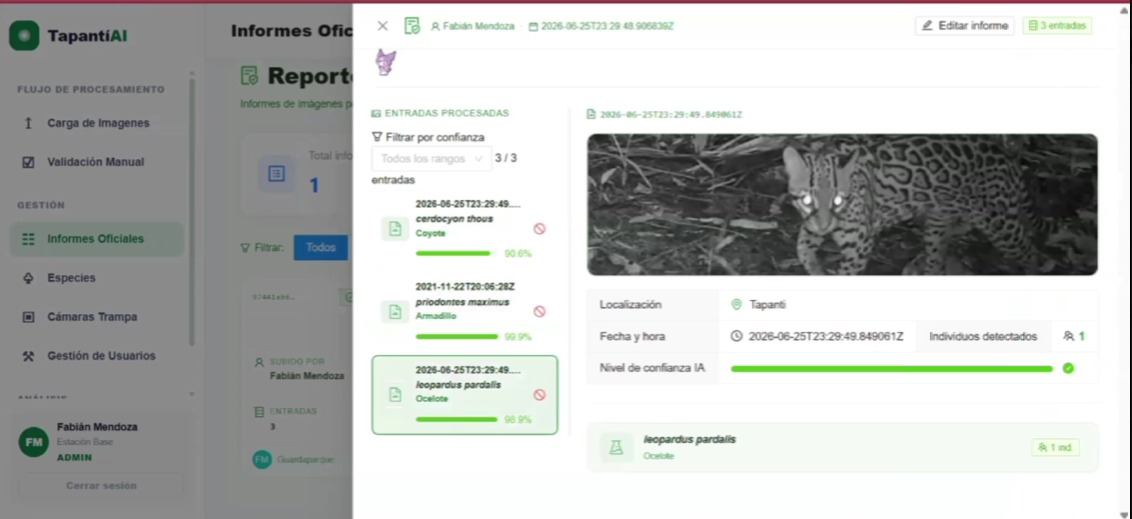 TapantíAI
FLUJO DE PROCESAMIENTO
Carga de Imagenes
Validación Manual
GESTIÓN
Informes Oficiales
Especies
Cámaras Trampa
Gestión de Usuarios
FM
Fabián Mendoza
Estación Base
ADMIN
Cerrar sesión
Informes Ofic
Report
Informes de imágenes p
Total info
1
Filtrar:
Todos
SUBIDO POR
Fabián Mendoza
ENTRADAS
3
FM
Guardaparque
Fabián Mendoza
2026-06-25T23:29:48.906839Z
Editar informe
3 entradas
ENTRADAS PROCESADAS
Filtrar por confianza
Todos los rangos
3 / 3
entradas
2026-06-25T23:29:49....
cerdocyon thous
Coyote
90.6%
2021-11-22T20:06:28Z
priodontes maximus
Armadillo
99.9%
2026-06-25T23:29:49....
leopardus pardalis
Ocelote
98.9%
2026-06-25T23:29:49.849061Z
Localización
Tapanti
Fecha y hora
2026-06-25T23:29:49.849061Z
Individuos detectados
1
Nivel de confianza IA
leopardus pardalis
Ocelote
1 ind.